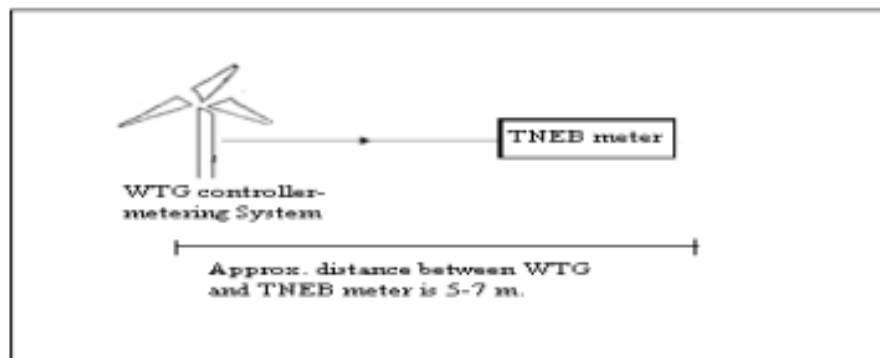 TNEB meter
WTG controller-
metering System
Approx. distance between WTG
and TNEB meter is 5-7 m.